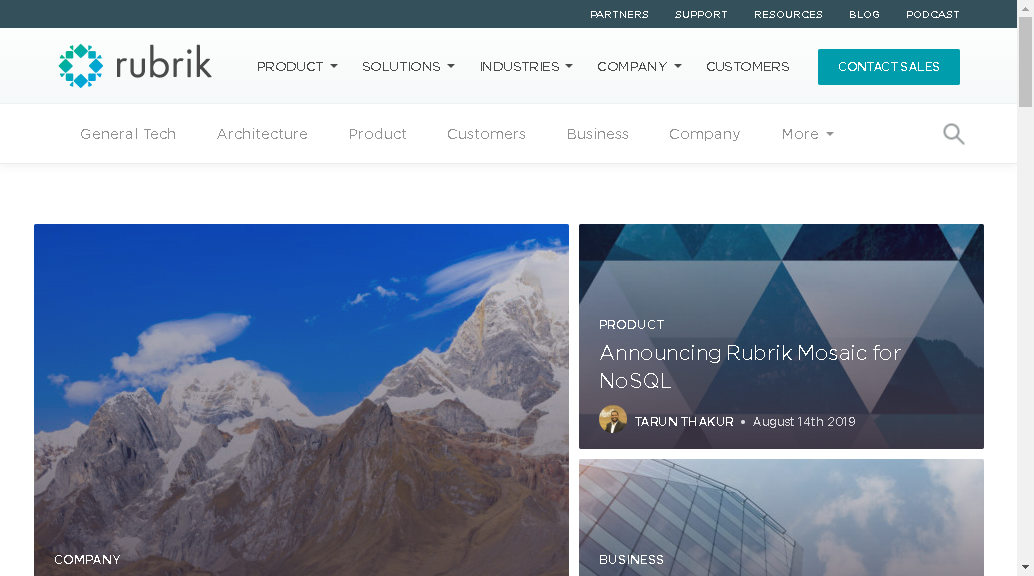 PARTNERS SUPPORT RESOURCES BLOG PODCAST
rubrik PRODUCT SOLUTIONS INDUSTRIES COMPANY CUSTOMERS CONTACT SALES
General Tech Architecture Product Customers Business Company More
PRODUCT
Announcing Rubrik Mosaic for
NoSQL
TARUN THAKUR • August 14th 2019
COMPANY
BUSINESS